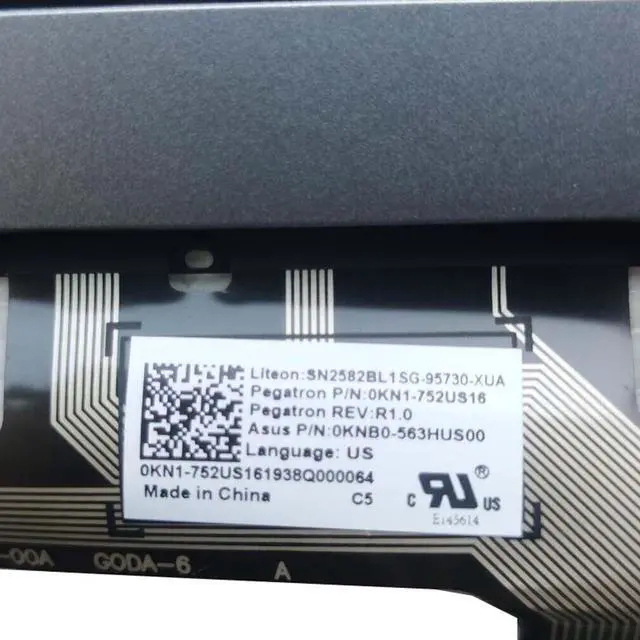 Liteon:SN2582BL1SG-95730-XUA
Pegatron P/N:0KN1-752US16
Pegatron REV:R1.0
Asus P/N:0KNB0-563HUS00
Language: US
0KN1-752US161938Q000064
Made in China
C5
C RU® US
E145614
-00A GODA-6 A